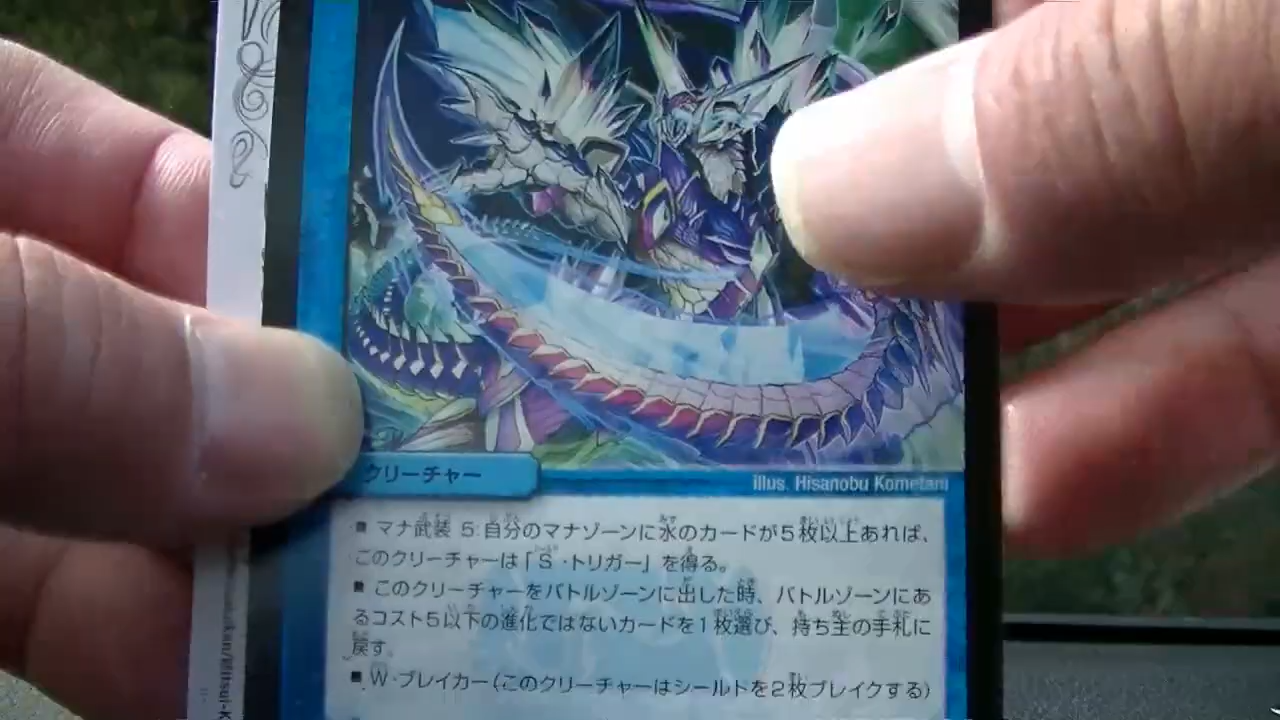 クリーチャー
illus. Hisanobu Kometani
■ マナ武装 5:自分のマナゾーンに水のカードが5枚以上あれば、
このクリーチャーは「S・トリガー」を得る。
■ このクリーチャーをバトルゾーンに出した時、バトルゾーンにあ
るコスト5以下の進化ではないカードを1枚選び、持ち主の手札に
戻す。
■ W・ブレイカー(このクリーチャーはシールドを2枚ブレイクする)